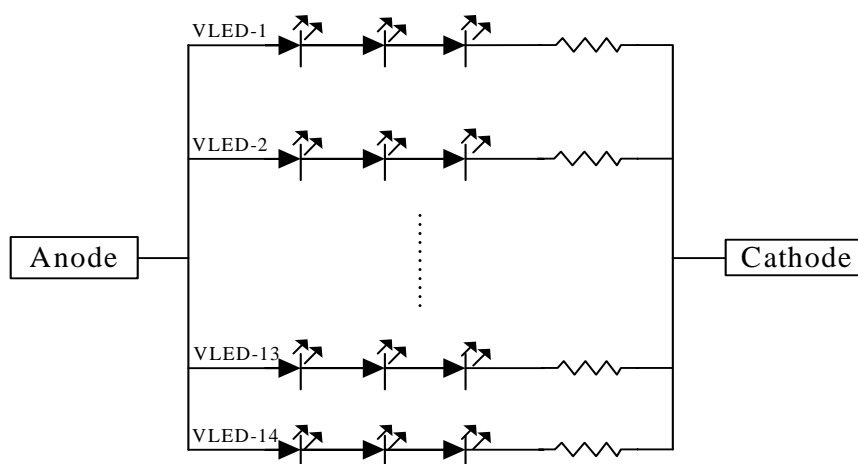 VLED-1
VLED-2
Anode
Cathode
VLED-13
VLED-14